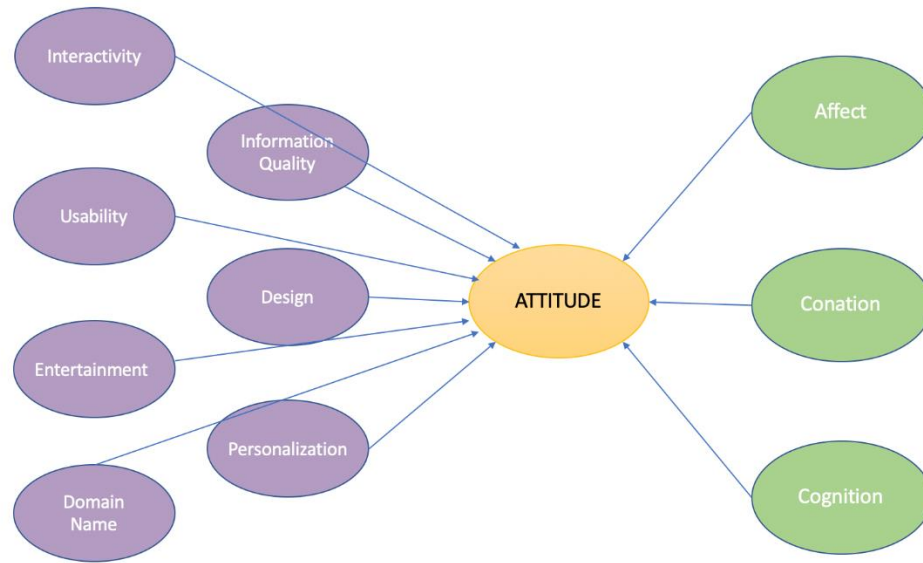 Interactivity
Information
Quality
Usability
Design
Entertainment
Personalization
Domain
Name
ATTITUDE
Affect
Conation
Cognition